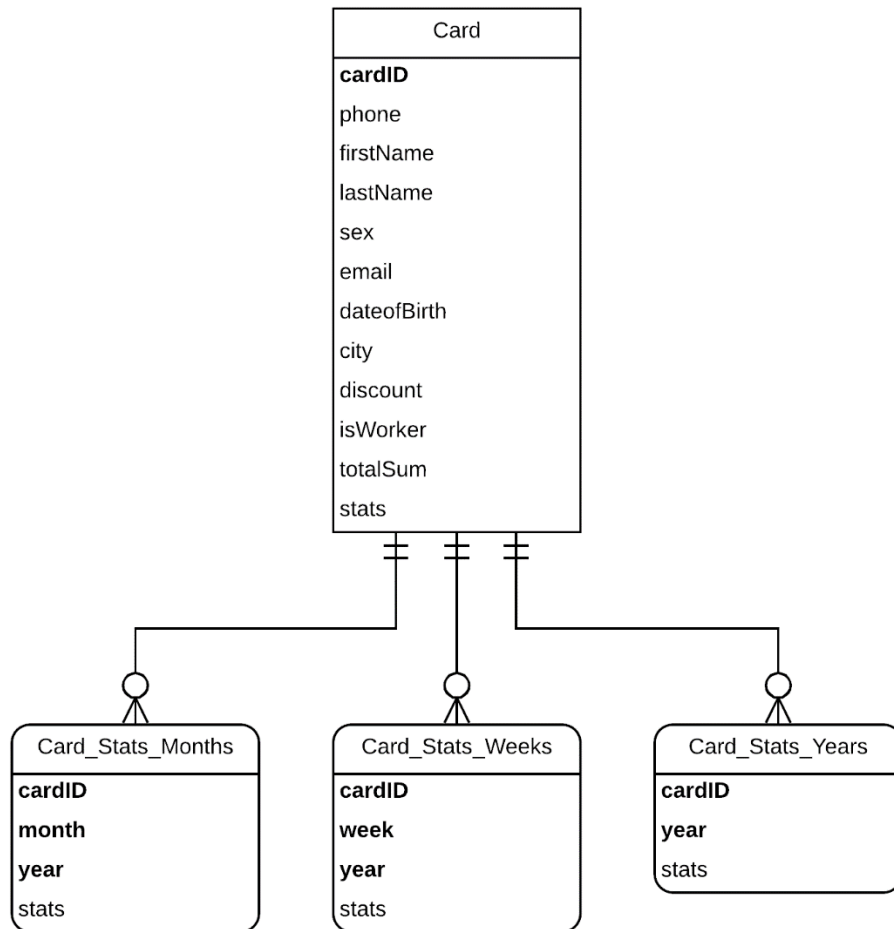 Card
cardID
phone
firstName
lastName
sex
email
dateofBirth
city
discount
isWorker
totalSum
stats
Card_Stats_Months
cardID
month
year
stats
Card_Stats_Weeks
cardID
week
year
stats
Card_Stats_Years
cardID
year
stats